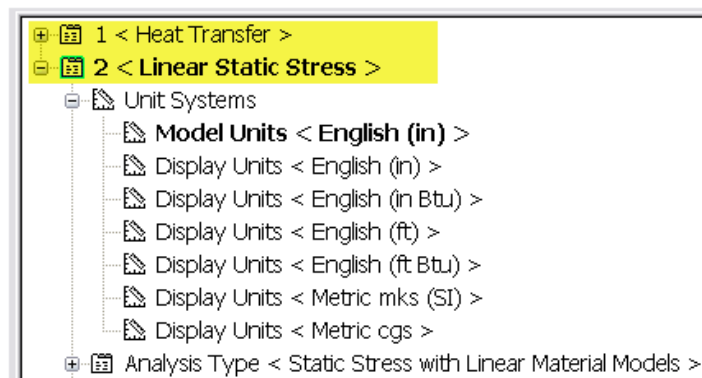 1 < Heat Transfer >
2 < Linear Static Stress >
Unit Systems
Model Units < English (in) >
Display Units < English (in) >
Display Units < English (in Btu) >
Display Units < English (ft) >
Display Units < English (ft Btu) >
Display Units < Metric mks (SI) >
Display Units < Metric cgs >
Analysis Type < Static Stress with Linear Material Models >